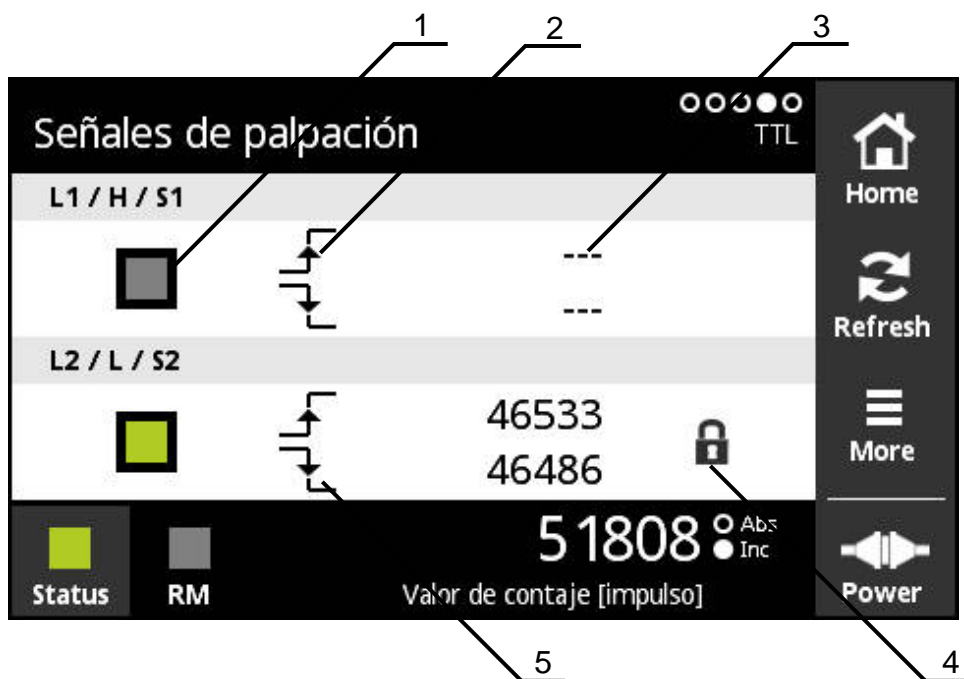 1 2 3
Señales de palpación
TTL
Home
L1 / H / S1
---
---
Refresh
L2 / L / S2
46533
46486
More
51808
Abs
Inc
Status RM Valor de contaje [impulso] Power
5 4